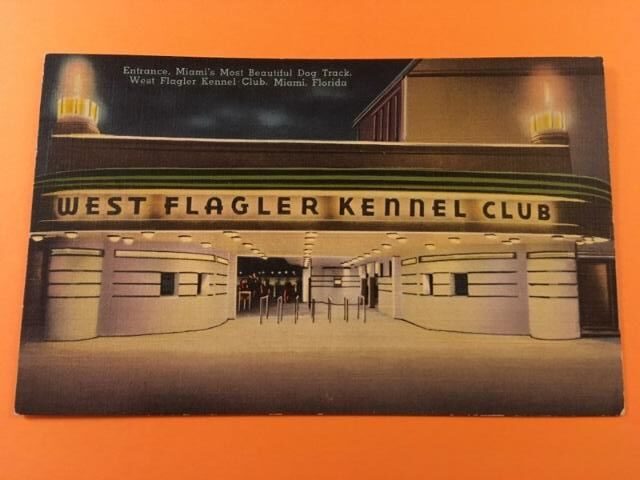 Entrance, Miami's Most Beautiful Dog Track,
West Flagler Kennel Club, Miami, Florida
WEST FLAGLER KENNEL CLUB